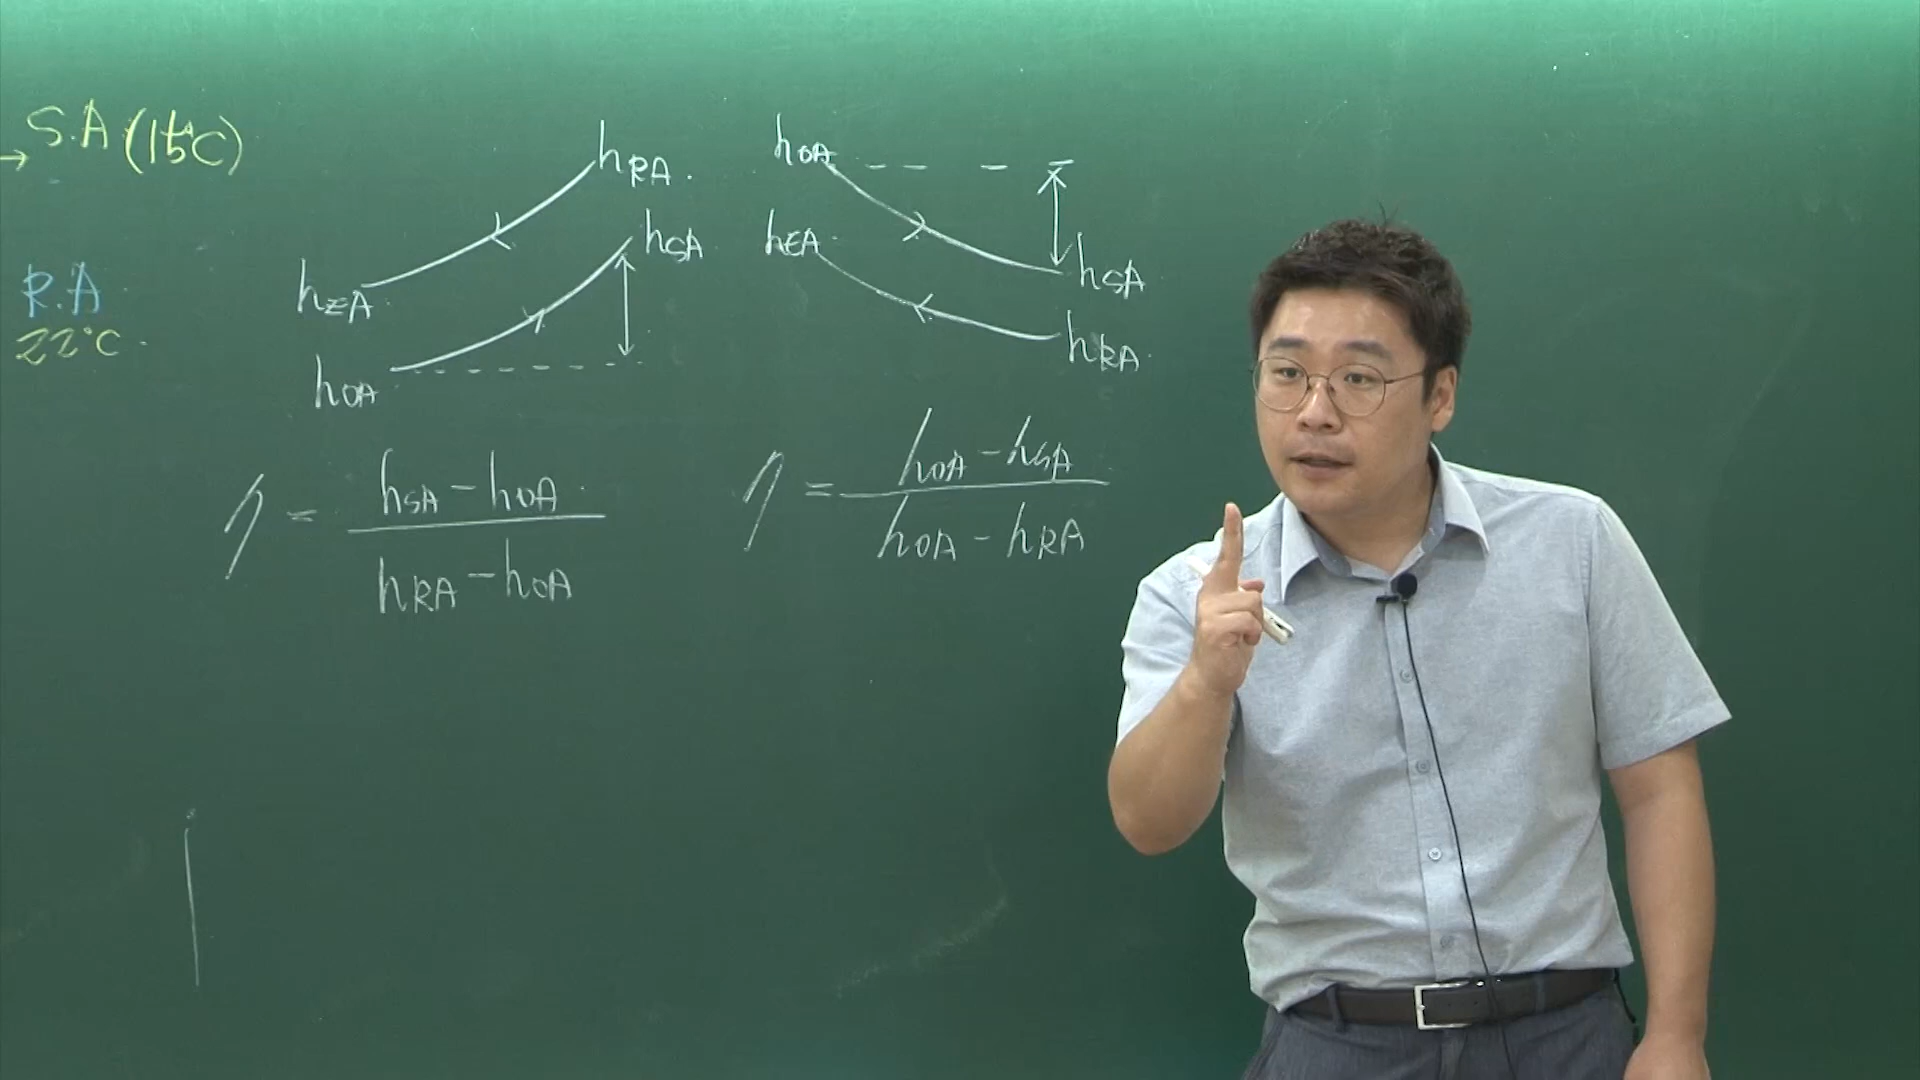 S.A (15°C)
R.A
22°C
hRA
hSA
hEA
hOA
η = hSA - hOA
hRA - hOA
hOA
hEA
hSA
hRA
η = hOA - hSA
hOA - hRA